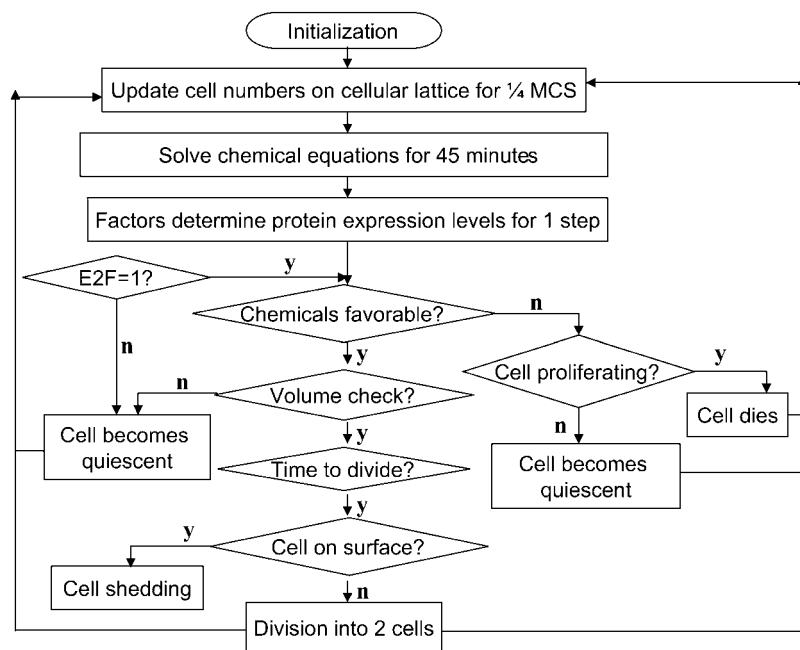 Initialization
Update cell numbers on cellular lattice for ¼ MCS
Solve chemical equations for 45 minutes
Factors determine protein expression levels for 1 step
E2F=1?
y
n
Chemicals favorable?
n
y
Cell proliferating?
y
n
Cell dies
Volume check?
n
y
Cell becomes
quiescent
Time to divide?
y
Cell becomes
quiescent
Cell on surface?
y
n
Cell shedding
Division into 2 cells